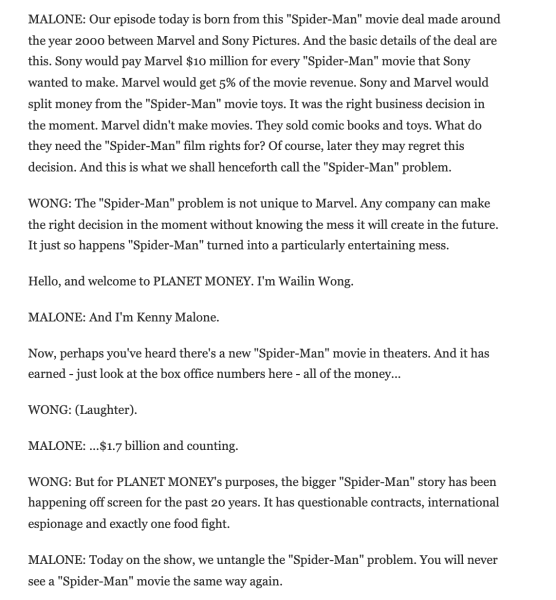 MALONE: Our episode today is born from this "Spider-Man" movie deal made around
the year 2000 between Marvel and Sony Pictures. And the basic details of the deal are
this. Sony would pay Marvel $10 million for every "Spider-Man" movie that Sony
wanted to make. Marvel would get 5% of the movie revenue. Sony and Marvel would
split money from the "Spider-Man" movie toys. It was the right business decision in
the moment. Marvel didn't make movies. They sold comic books and toys. What do
they need the "Spider-Man" film rights for? Of course, later they may regret this
decision. And this is what we shall henceforth call the "Spider-Man" problem.
WONG: The "Spider-Man" problem is not unique to Marvel. Any company can make
the right decision in the moment without knowing the mess it will create in the future.
It just so happens "Spider-Man" turned into a particularly entertaining mess.
Hello, and welcome to PLANET MONEY. I'm Wailin Wong.
MALONE: And I'm Kenny Malone.
Now, perhaps you've heard there's a new "Spider-Man" movie in theaters. And it has
earned - just look at the box office numbers here - all of the money...
WONG: (Laughter).
MALONE: ...$1.7 billion and counting.
WONG: But for PLANET MONEY's purposes, the bigger "Spider-Man" story has been
happening off screen for the past 20 years. It has questionable contracts, international
espionage and exactly one food fight.
MALONE: Today on the show, we untangle the "Spider-Man" problem. You will never
see a "Spider-Man" movie the same way again.